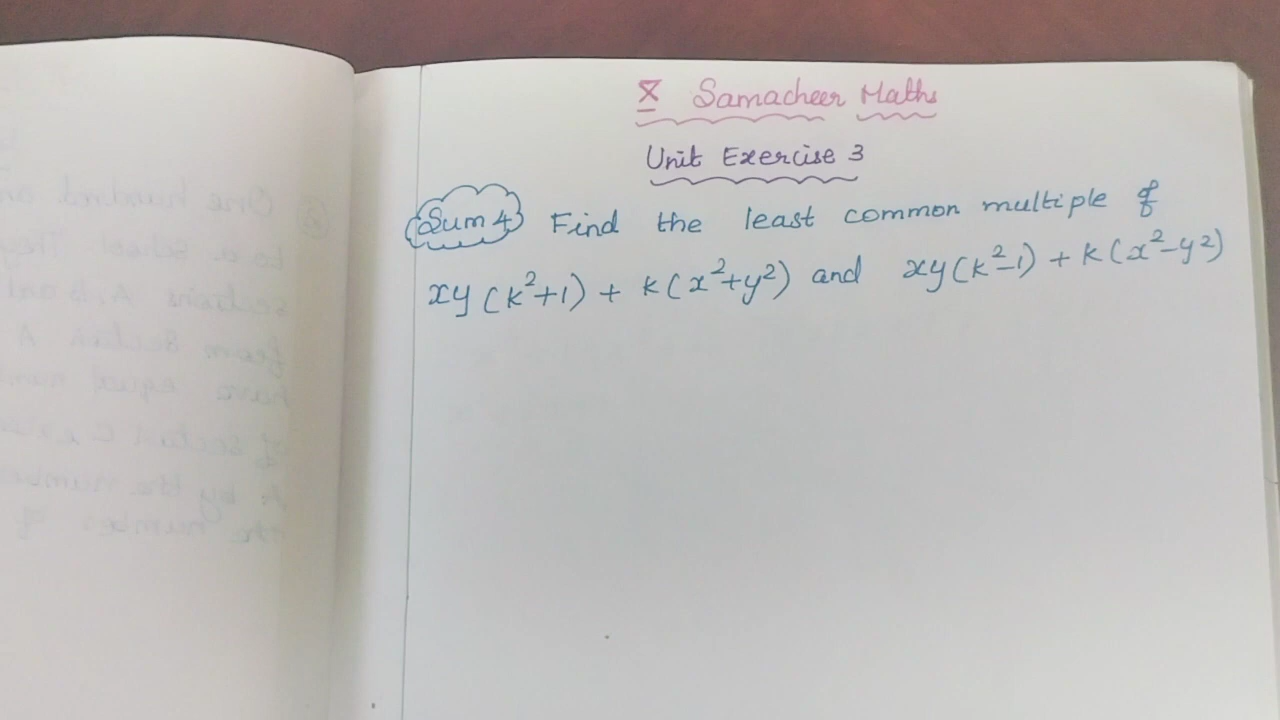 X Samacheer Maths
Unit Exercise 3
Sum 4 Find the least common multiple of
xy (k²+1) + k(x²+y²) and xy(k²-1) + k(x²-y²)